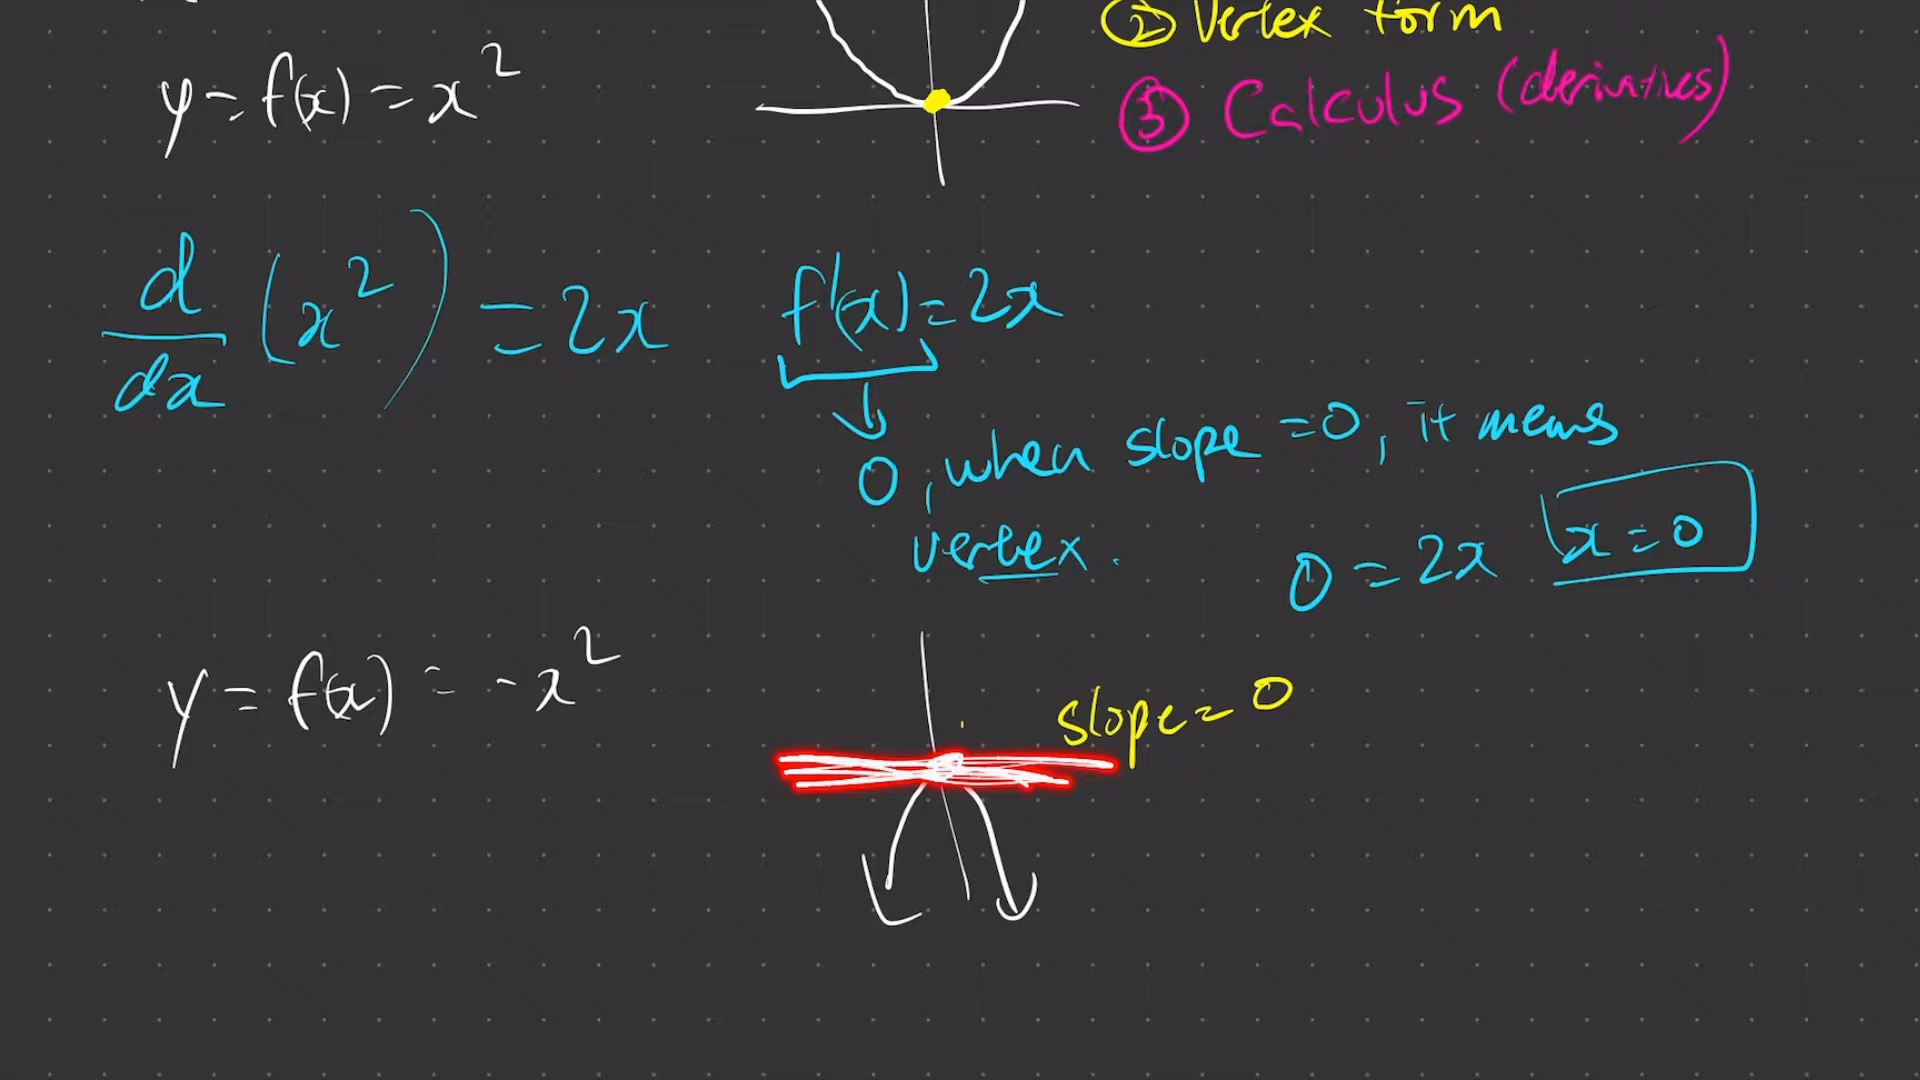 ② Vertex form
y = f(x) = x²
③ Calculus (derivatives)
d/dx (x²) = 2x
f'(x) = 2x
0, when slope = 0, it means
vertex.
0 = 2x
x = 0
y = f(x) = -x²
slope = 0